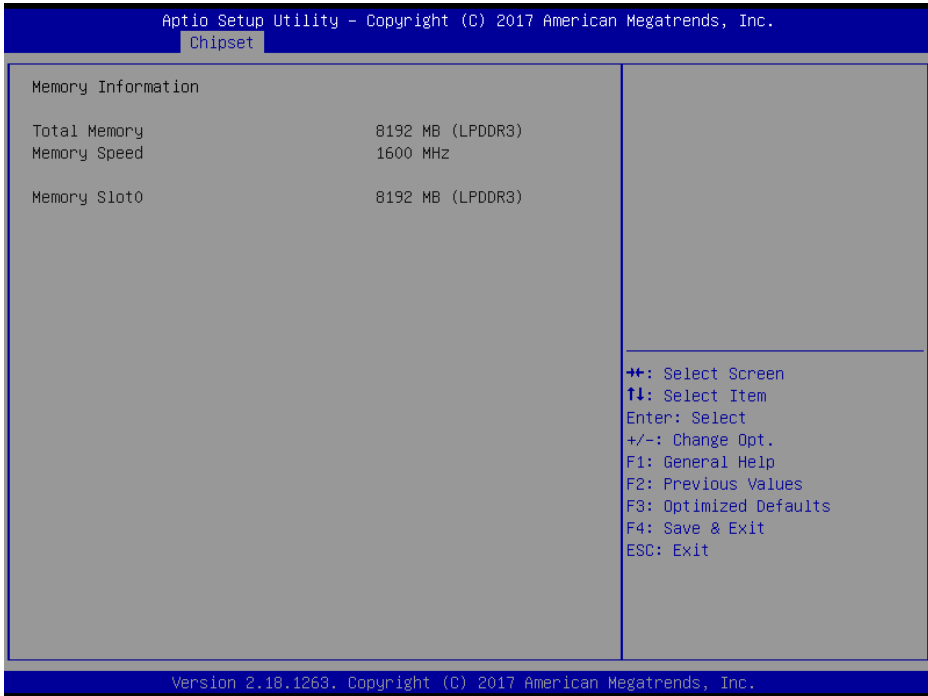 Aptio Setup Utility – Copyright (C) 2017 American Megatrends, Inc.
Chipset
Memory Information
Total Memory 8192 MB (LPDDR3)
Memory Speed 1600 MHz
Memory Slot0 8192 MB (LPDDR3)
→←: Select Screen
↑↓: Select Item
Enter: Select
+/-: Change Opt.
F1: General Help
F2: Previous Values
F3: Optimized Defaults
F4: Save & Exit
ESC: Exit
Version 2.18.1263. Copyright (C) 2017 American Megatrends, Inc.